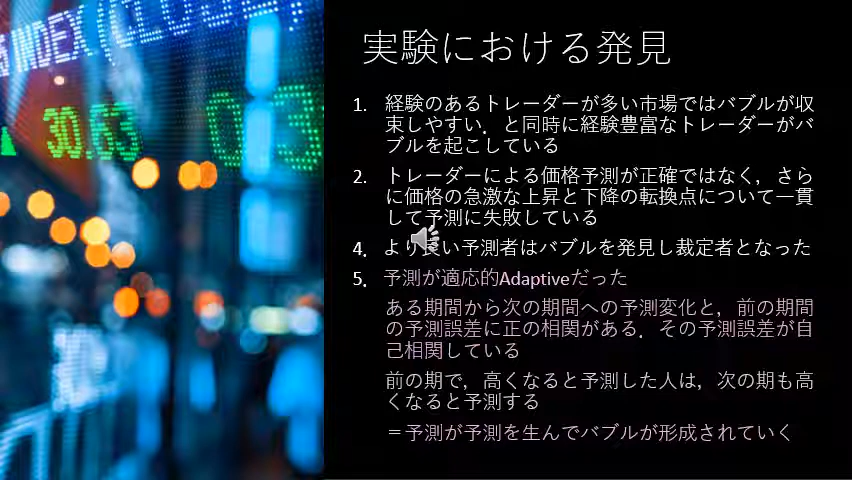 INDEX
30.63
実験における発見
1. 経験のあるトレーダーが多い市場ではバブルが収
束しやすい．と同時に経験豊富なトレーダーがバ
ブルを起こしている
2. トレーダーによる価格予測が正確ではなく，さら
に価格の急激な上昇と下降の転換点について一貫
して予測に失敗している
4. より良い予測者はバブルを発見し裁定者となった
5. 予測が適応的Adaptiveだった
ある期間から次の期間への予測変化と，前の期間
の予測誤差に正の相関がある．その予測誤差が自
己相関している
前の期で，高くなると予測した人は，次の期も高
くなると予測する
＝予測が予測を生んでバブルが形成されていく